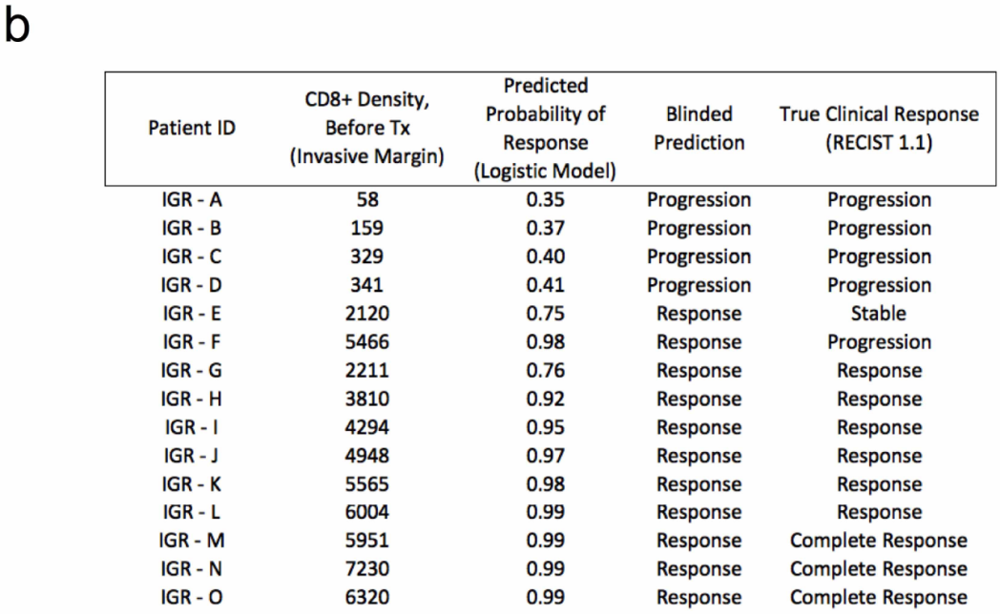 b
Patient ID CD8+ Density, Before Tx (Invasive Margin) Predicted Probability of Response (Logistic Model) Blinded Prediction True Clinical Response (RECIST 1.1)
IGR - A 58 0.35 Progression Progression
IGR - B 159 0.37 Progression Progression
IGR - C 329 0.40 Progression Progression
IGR - D 341 0.41 Progression Progression
IGR - E 2120 0.75 Response Stable
IGR - F 5466 0.98 Response Progression
IGR - G 2211 0.76 Response Response
IGR - H 3810 0.92 Response Response
IGR - I 4294 0.95 Response Response
IGR - J 4948 0.97 Response Response
IGR - K 5565 0.98 Response Response
IGR - L 6004 0.99 Response Response
IGR - M 5951 0.99 Response Complete Response
IGR - N 7230 0.99 Response Complete Response
IGR - O 6320 0.99 Response Complete Response